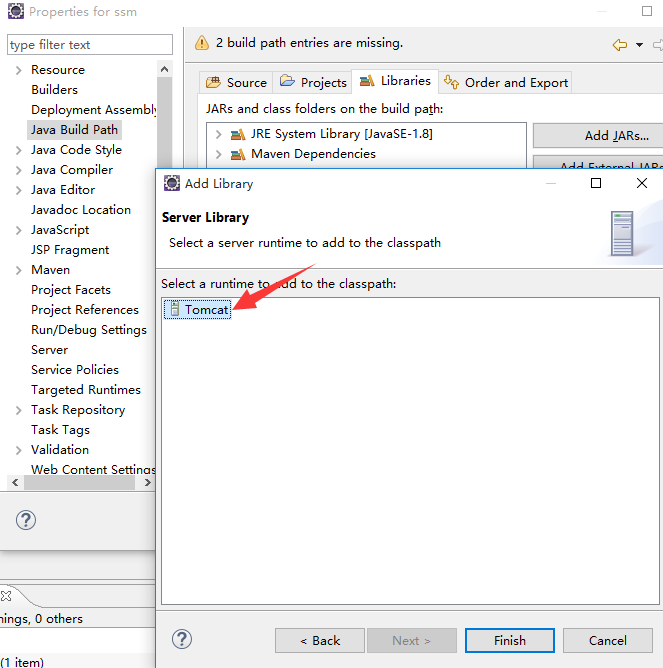 Properties for ssm
type filter text
2 build path entries are missing.
Resource
Builders
Deployment Assembly
Java Build Path
Java Code Style
Java Compiler
Java Editor
Javadoc Location
JavaScript
JSP Fragment
Maven
Project Facets
Project References
Run/Debug Settings
Server
Service Policies
Targeted Runtimes
Task Repository
Task Tags
Validation
Web Content Settings
Source
Projects
Libraries
Order and Export
JARs and class folders on the build path:
JRE System Library [JavaSE-1.8]
Maven Dependencies
Add JARs...
Add External JARs
Add Library
Server Library
Select a server runtime to add to the classpath
Select a runtime to add to the classpath:
Tomcat
< Back
Next >
Finish
Cancel
nings, 0 others
(1 item)